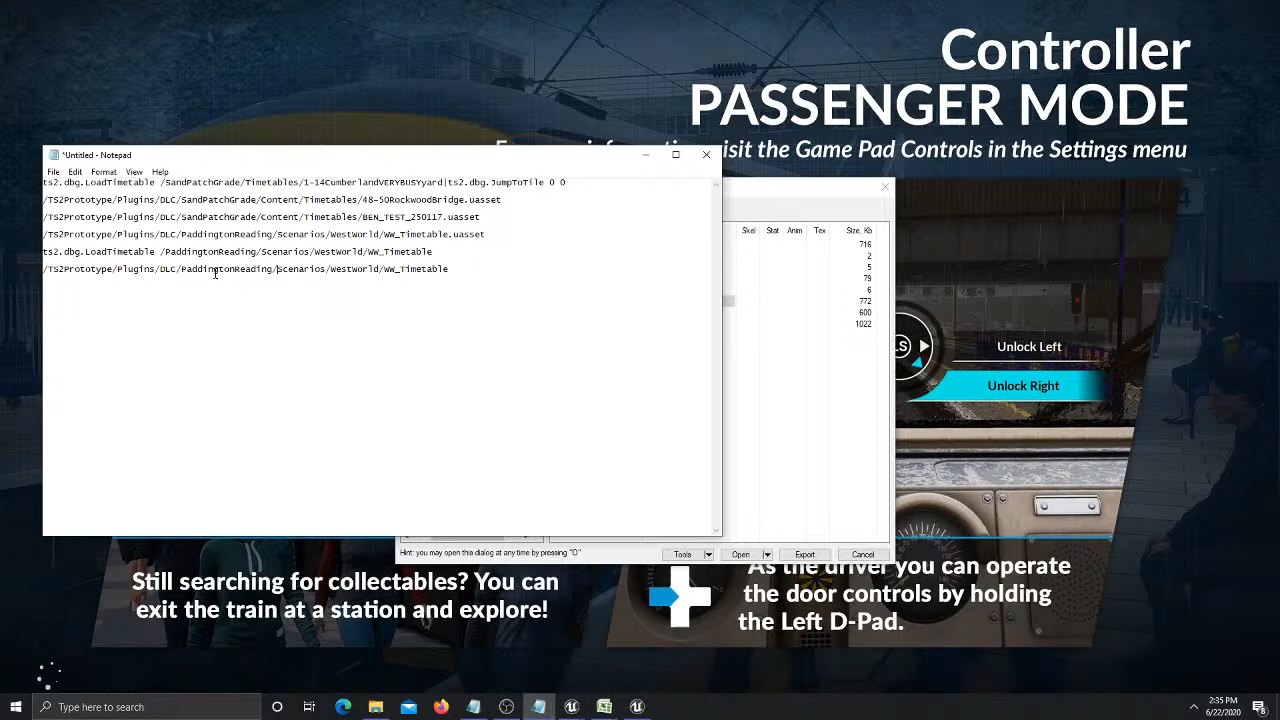 Controller
PASSENGER MODE
visit the Game Pad Controls in the Settings menu
*Untitled - Notepad
File Edit Format View Help
ts2.dbg.LoadTimetable /SandPatchGrade/Timetables/1-14CumberlandVERYBUSYyard|ts2.dbg.JumpToTile 0 0
/TS2Prototype/Plugins/DLC/SandPatchGrade/Content/Timetables/48-50RockwoodBridge.uasset
/TS2Prototype/Plugins/DLC/SandPatchGrade/Content/Timetables/BEN_TEST_250117.uasset
/TS2Prototype/Plugins/DLC/PaddingtonReading/Scenarios/WestWorld/WW_Timetable.uasset
ts2.dbg.LoadTimetable /PaddingtonReading/Scenarios/WestWorld/WW_Timetable
/TS2Prototype/Plugins/DLC/PaddingtonReading/Scenarios/WestWorld/WW_Timetable
Skel Stat Anim Tex Size, Kb
716
2
5
79
6
772
600
1022
LS
Unlock Left
Unlock Right
Hint: you may open this dialog at any time by pressing "O"
Tools Open Export Cancel
Still searching for collectables? You can
exit the train at a station and explore!
As the driver you can operate
the door controls by holding
the Left D-Pad.
Type here to search
2:35 PM
6/22/2020
8